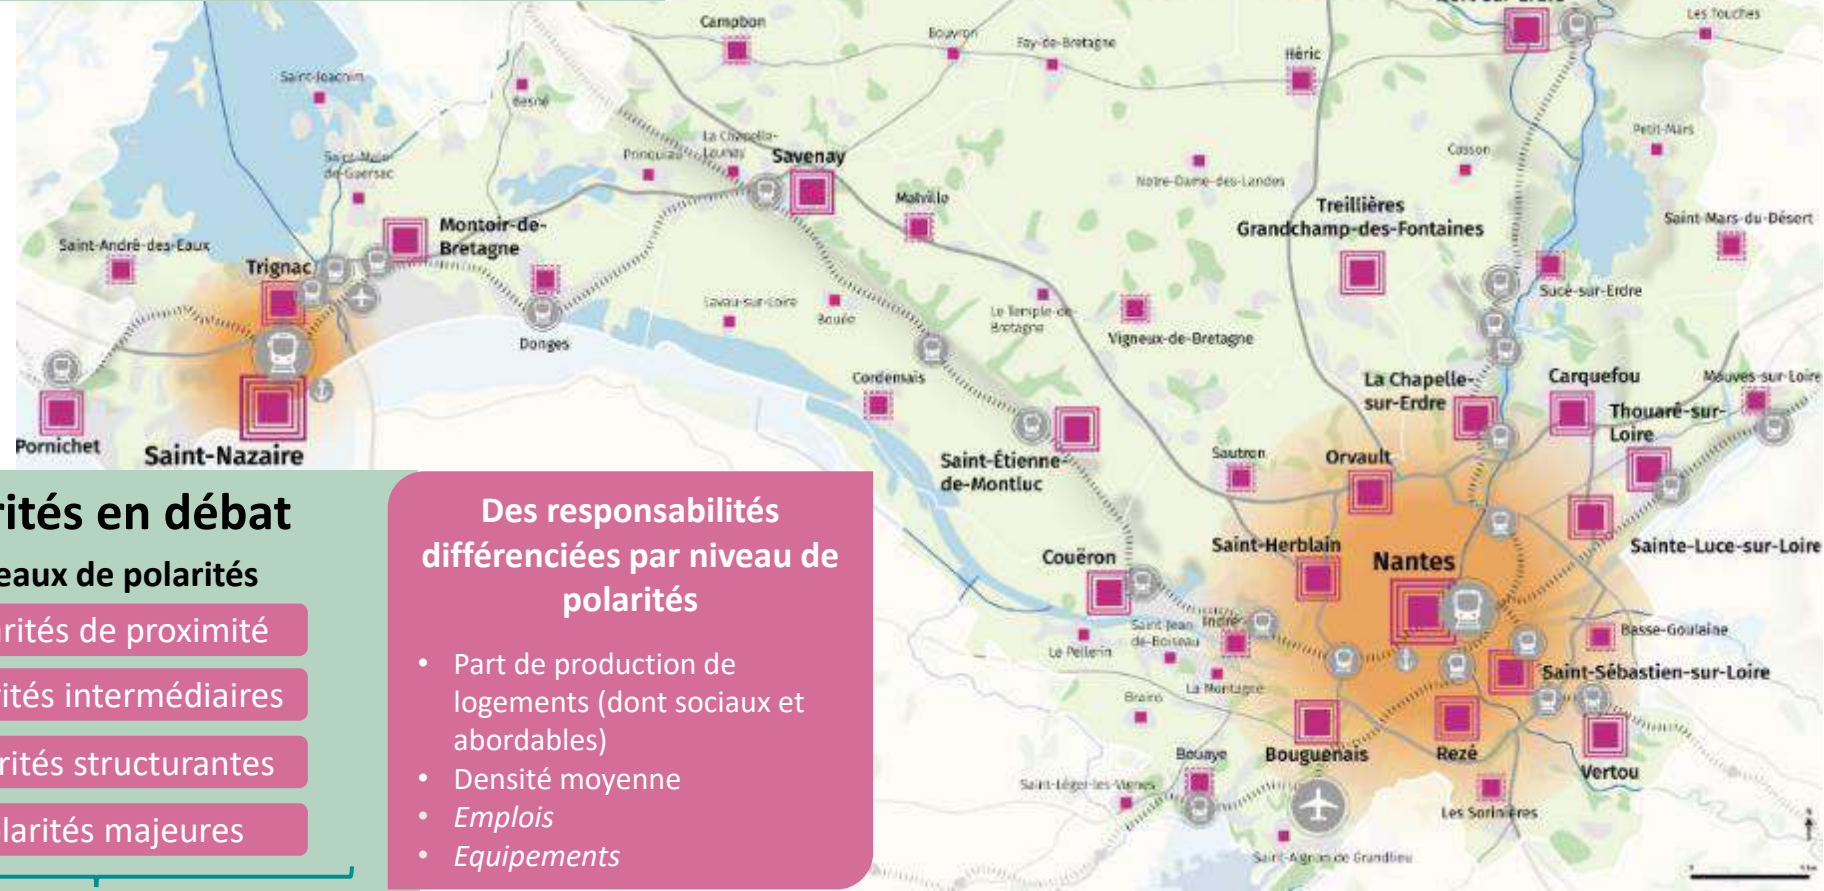 Campbon
Bouvron
Fay-de-Bretagne
Héric
Les Touches
Saint-Joachim
Besné
La Chapelle-
Launay
Prinquiau
Savenay
Petit-Mars
Casson
Saint-Malo-
de-Guersac
Malville
Notre-Dame-des-Landes
Treillières
Grandchamp-des-Fontaines
Saint-Mars-du-Désert
Saint-André-des-Eaux
Montoir-de-
Bretagne
Trignac
Sucé-sur-Erdre
Lavau-sur-Loire
Bouée
Le Temple-de-
Bretagne
Vigneux-de-Bretagne
Donges
Cordemais
La Chapelle-
sur-Erdre
Carquefou
Mauves-sur-Loire
Thouaré-sur-
Loire
Pornichet
Saint-Nazaire
Saint-Étienne-
de-Montluc
Sautron
Orvault
Couëron
Saint-Herblain
Nantes
Sainte-Luce-sur-Loire
Saint Jean
de-Boiseau
Indre
Le Pellerin
Basse-Goulaine
La Montagne
Saint-Sébastien-sur-Loire
Brains
Bouaye
Bouguenais
Rezé
Vertou
Saint-Léger-les-Vignes
Les Sorinières
Saint-Aignan de Grandlieu
rités en débat
eaux de polarités
arités de proximité
rités intermédiaires
rités structurantes
larités majeures
Des responsabilités
différenciées par niveau de
polarités
• Part de production de
logements (dont sociaux et
abordables)
• Densité moyenne
• Emplois
• Equipements